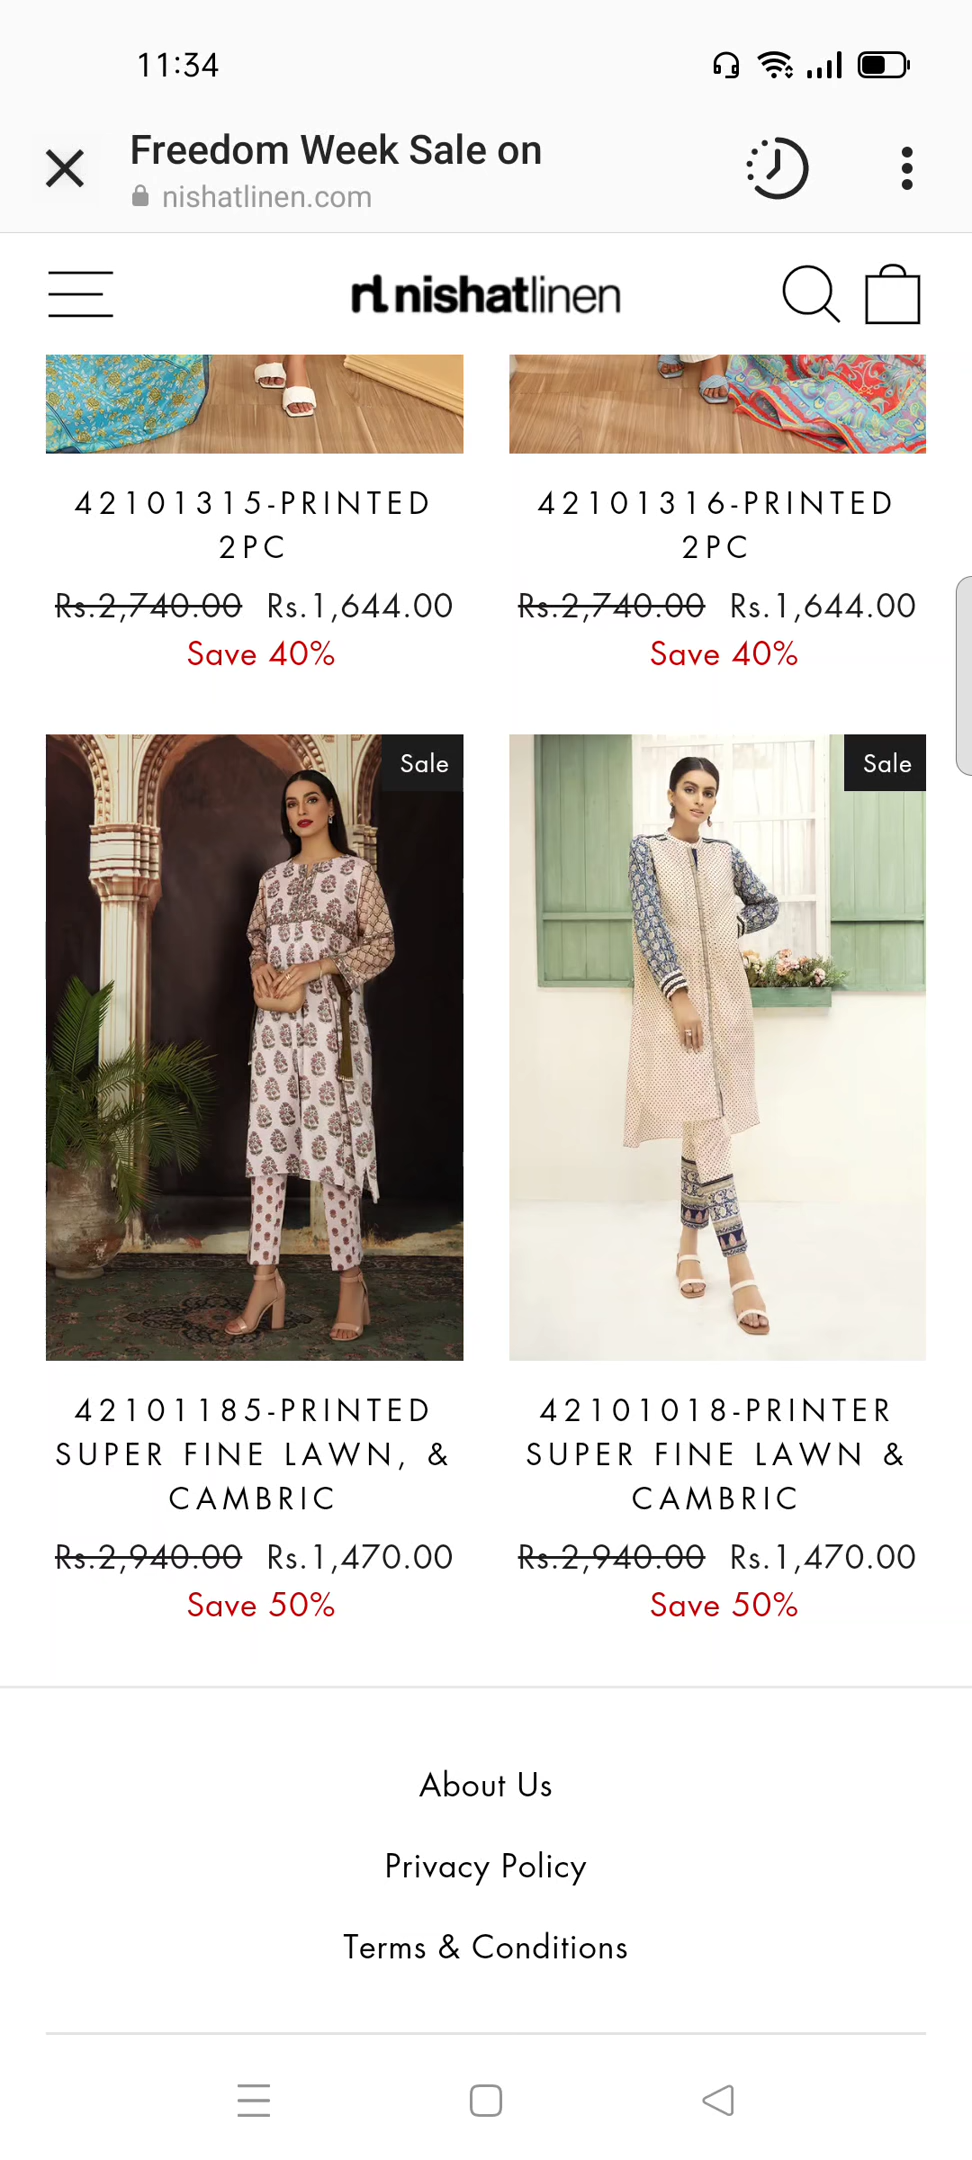 11:34
Freedom Week Sale on
nishatlinen.com
nishatlinen
42101315-PRINTED 42101316-PRINTED
2PC 2PC
Rs.2,740.00 Rs.1,644.00 Rs.2,740.00 Rs.1,644.00
Save 40% Save 40%
Sale Sale
42101185-PRINTED 42101018-PRINTER
SUPER FINE LAWN, & SUPER FINE LAWN &
CAMBRIC CAMBRIC
Rs.2,940.00 Rs.1,470.00 Rs.2,940.00 Rs.1,470.00
Save 50% Save 50%
About Us
Privacy Policy
Terms & Conditions